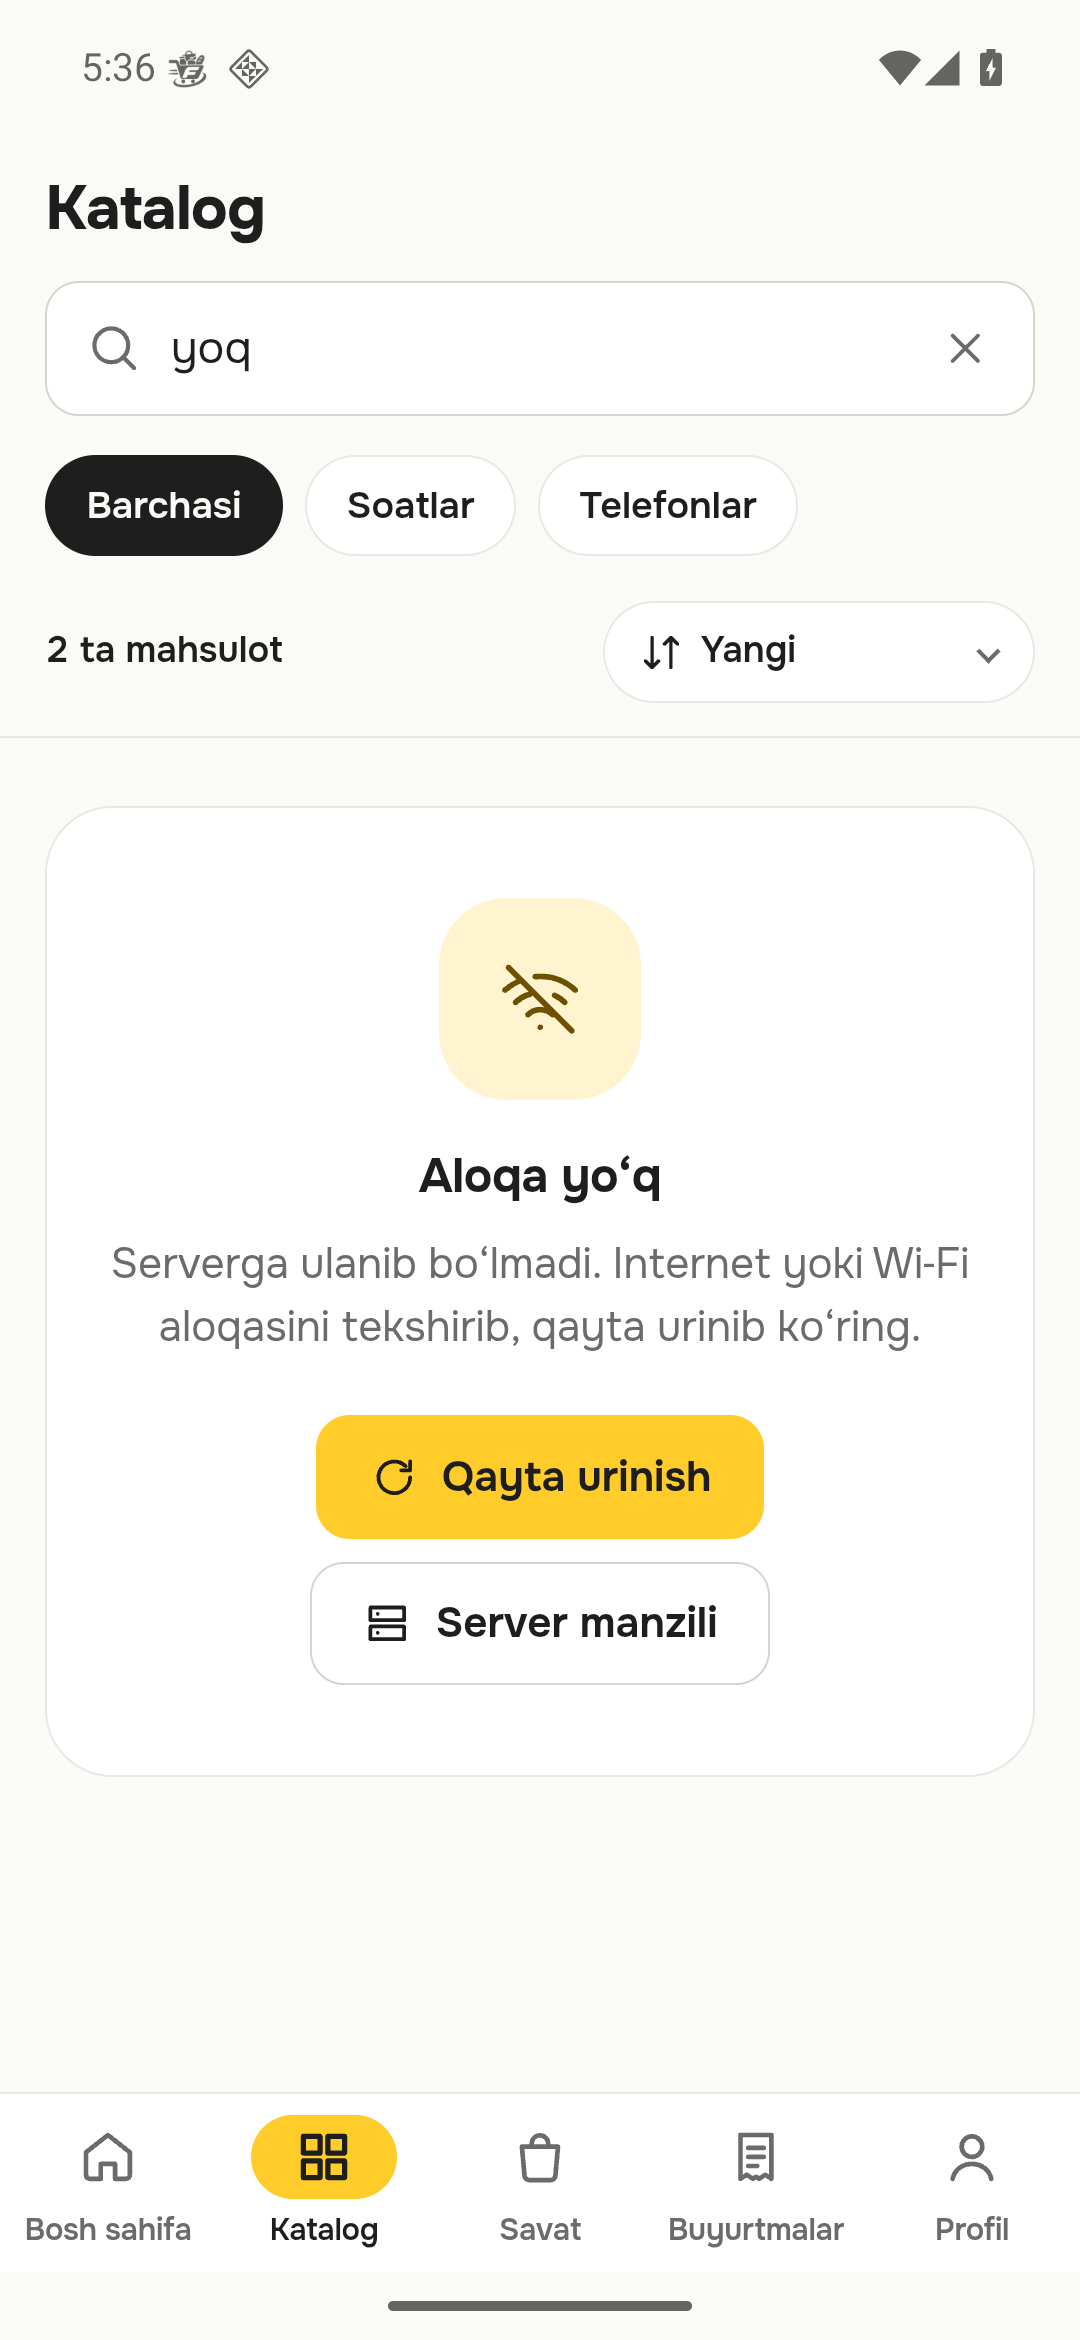 5:36
Katalog
yoq
Barchasi
Soatlar
Telefonlar
2 ta mahsulot
Yangi
Aloqa yo‘q
Serverga ulanib bo‘lmadi. Internet yoki Wi-Fi
aloqasini tekshirib, qayta urinib ko‘ring.
Qayta urinish
Server manzili
Bosh sahifa
Katalog
Savat
Buyurtmalar
Profil